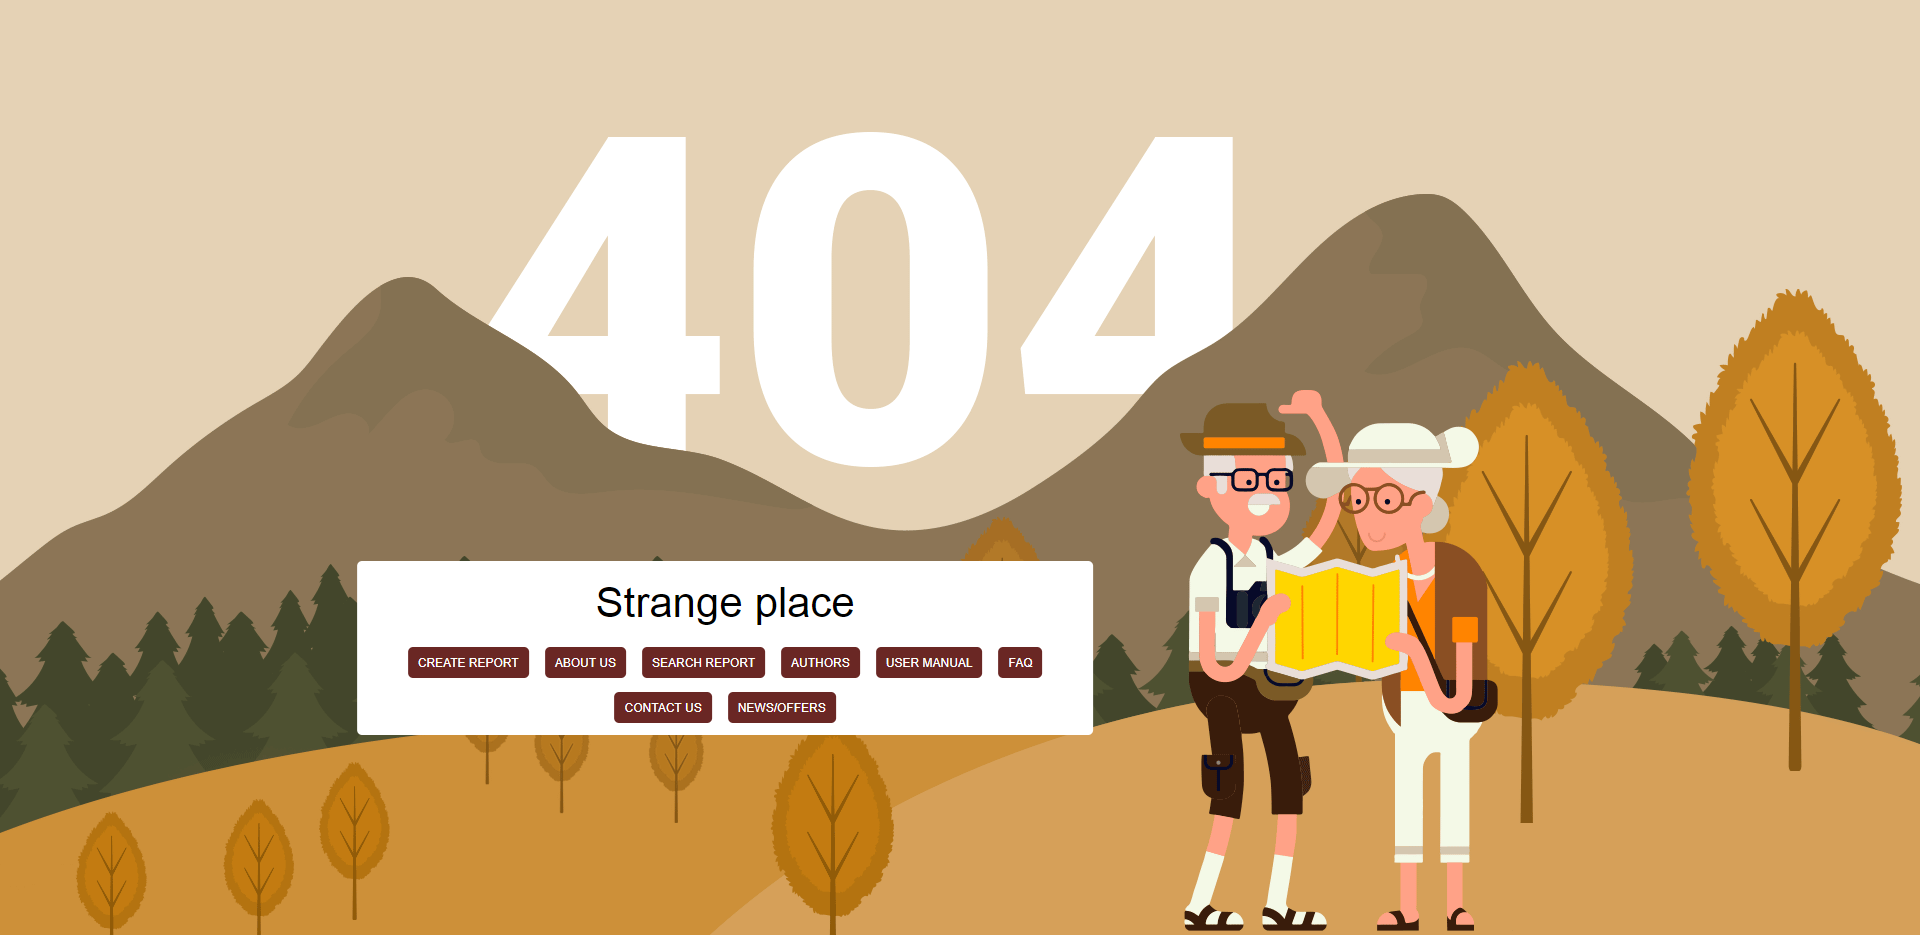 404
Strange place
CREATE REPORT ABOUT US SEARCH REPORT AUTHORS USER MANUAL FAQ
CONTACT US NEWS/OFFERS